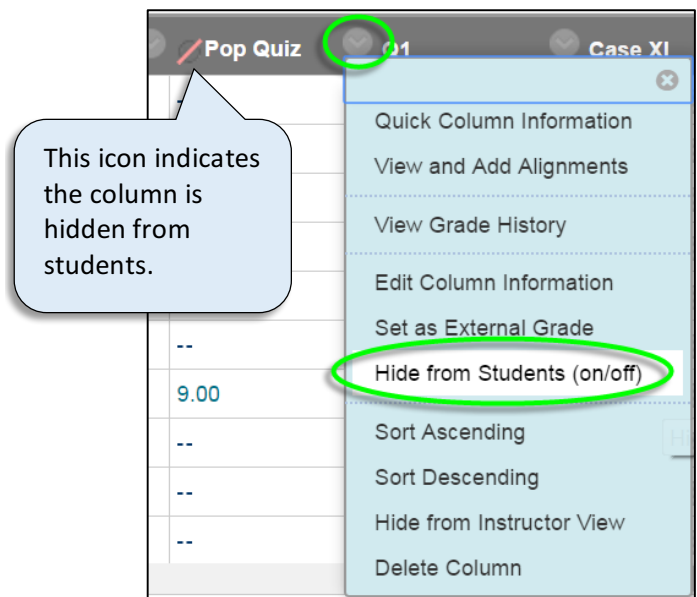 Pop Quiz Q1 Case XI
--
This icon indicates
the column is
hidden from
students.
Quick Column Information
View and Add Alignments
View Grade History
Edit Column Information
Set as External Grade
--
Hide from Students (on/off)
9.00
Sort Ascending
--
Sort Descending
--
Hide from Instructor View
--
Delete Column